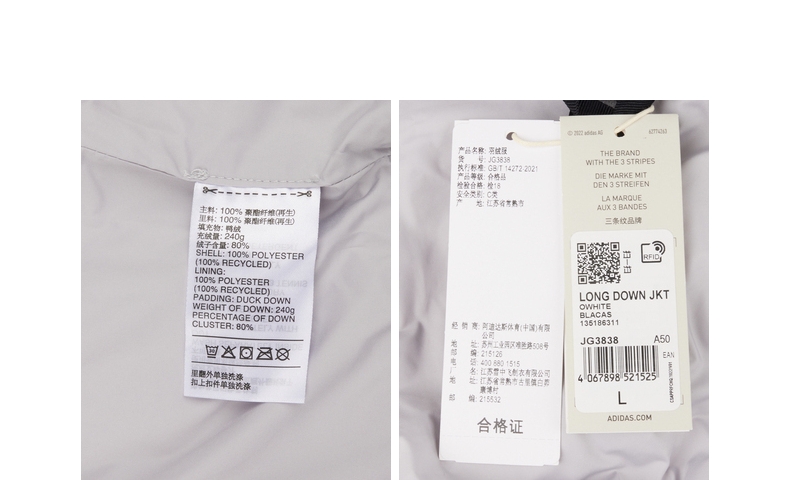 主料: 100% 聚酯纤维(再生)
里料: 100% 聚酯纤维(再生)
填充物: 鸭绒
充绒量: 240g
绒子含量: 80%
SHELL: 100% POLYESTER
(100% RECYCLED)
LINING:
100% POLYESTER
(100% RECYCLED)
PADDING: DUCK DOWN
WEIGHT OF DOWN: 240g
PERCENTAGE OF DOWN
CLUSTER: 80%
里翻外单独洗涤
扣上扣件单独洗涤
产品名称: 羽绒服
货 号: JG3838
执行标准: GB/T 14272-2021
产品等级: 合格品
检验合格: 检18
安全类别: C类
产 地: 江苏省常熟市
经 销 商: 阿迪达斯体育(中国)有限
公司
地 址: 苏州工业园区苑胜路508号
邮 编: 215126
电 话: 400 880 1515
厂 名: 江苏雪中飞制衣有限公司
地 址: 江苏省常熟市古里镇白茆
康博村
邮 编: 215532
合格证
© 2022 adidas AG
63774263
THE BRAND
WITH THE 3 STRIPES
DIE MARKE MIT
DEN 3 STREIFEN
LA MARQUE
AUX 3 BANDES
三条纹品牌
RFID
LONG DOWN JKT
OWHITE
BLACAS
135186311
JG3838 A50
EAN
4 067898 521525
L
ADIDAS.COM